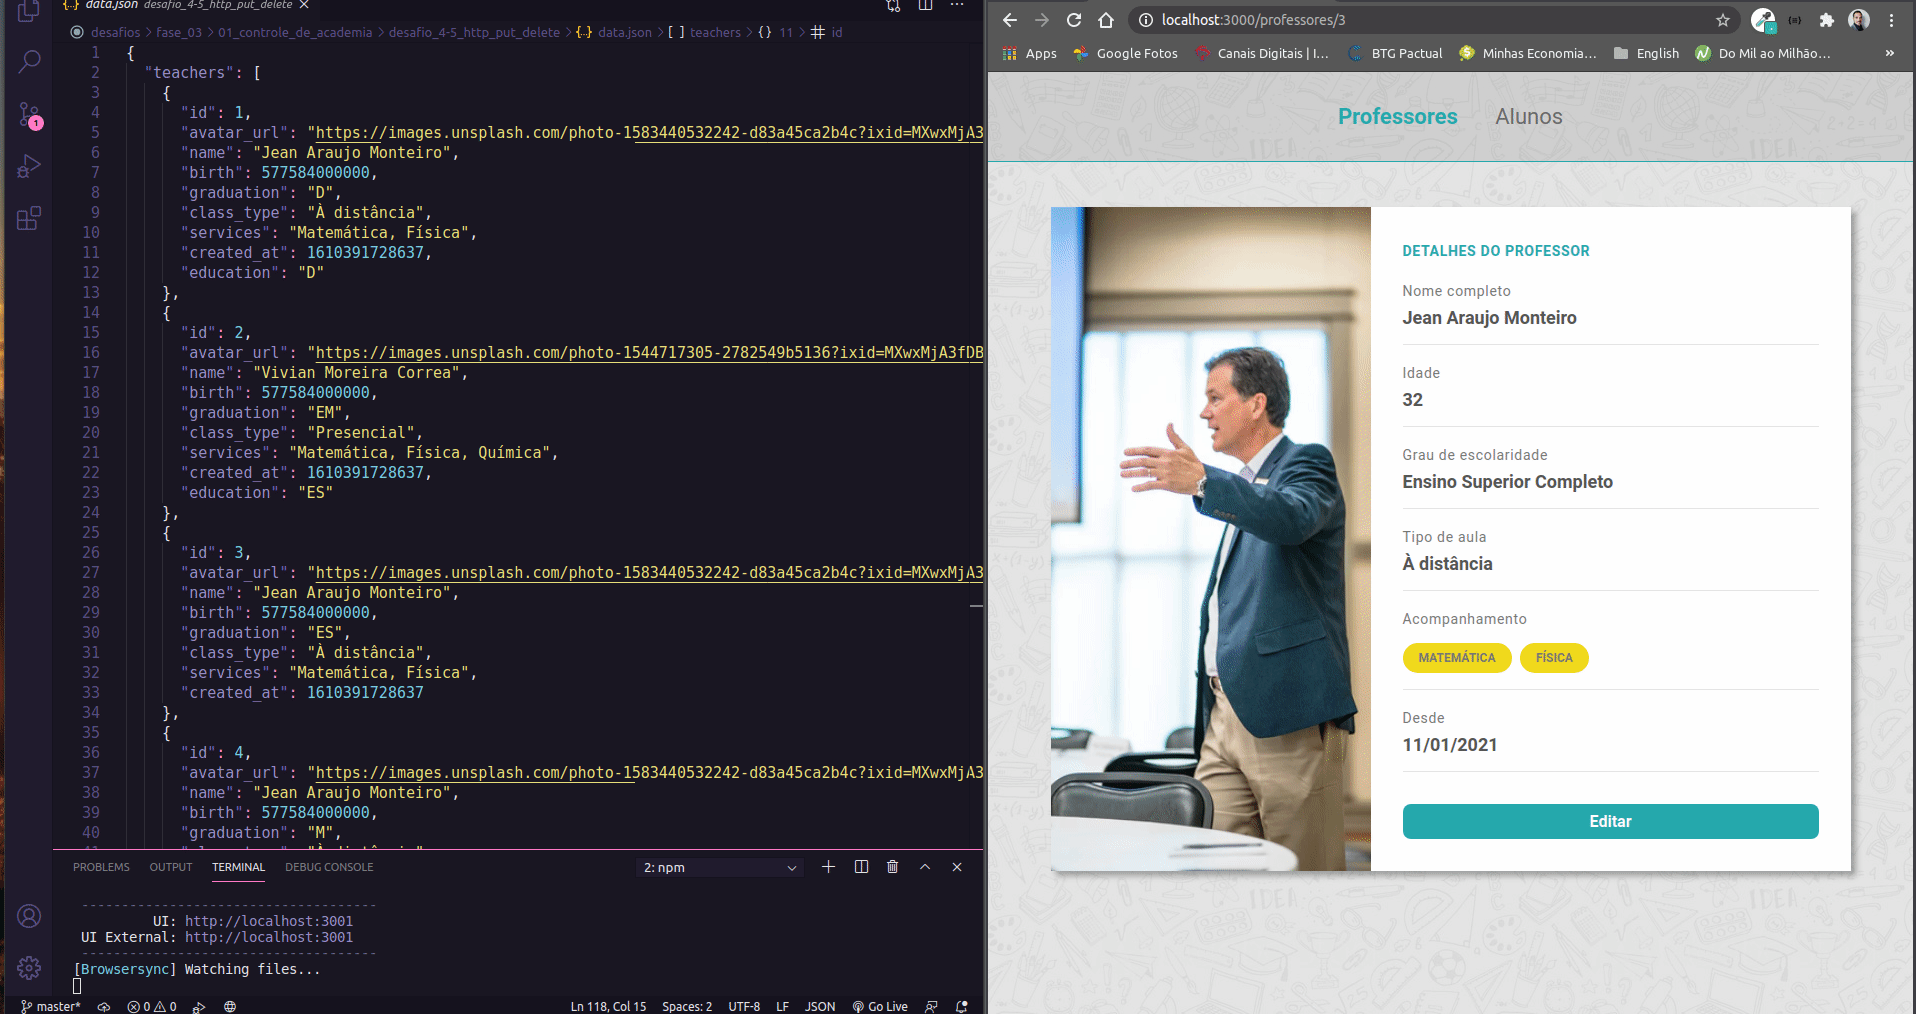 data.json desafio_4-5_http_put_delete
desafios > fase_03 > 01_controle_de_academia > desafio_4-5_http_put_delete > {..} data.json > [ ] teachers > {} 11 > # id
1 {
2 "teachers": [
3 {
4 "id": 1,
5 "avatar_url": "https://images.unsplash.com/photo-1583440532242-d83a45ca2b4c?ixid=MXwxMjA3
6 "name": "Jean Araujo Monteiro",
7 "birth": 577584000000,
8 "graduation": "D",
9 "class_type": "À distância",
10 "services": "Matemática, Física",
11 "created_at": 1610391728637,
12 "education": "D"
13 },
14 {
15 "id": 2,
16 "avatar_url": "https://images.unsplash.com/photo-1544717305-2782549b5136?ixid=MXwxMjA3fDB
17 "name": "Vivian Moreira Correa",
18 "birth": 577584000000,
19 "graduation": "EM",
20 "class_type": "Presencial",
21 "services": "Matemática, Física, Química",
22 "created_at": 1610391728637,
23 "education": "ES"
24 },
25 {
26 "id": 3,
27 "avatar_url": "https://images.unsplash.com/photo-1583440532242-d83a45ca2b4c?ixid=MXwxMjA3
28 "name": "Jean Araujo Monteiro",
29 "birth": 577584000000,
30 "graduation": "ES",
31 "class_type": "À distância",
32 "services": "Matemática, Física",
33 "created_at": 1610391728637
34 },
35 {
36 "id": 4,
37 "avatar_url": "https://images.unsplash.com/photo-1583440532242-d83a45ca2b4c?ixid=MXwxMjA3
38 "name": "Jean Araujo Monteiro",
39 "birth": 577584000000,
40 "graduation": "M",
1
PROBLEMS OUTPUT TERMINAL DEBUG CONSOLE 2: npm
UI: http://localhost:3001
UI External: http://localhost:3001
[Browsersync] Watching files...
master* 0 0 Ln 118, Col 15 Spaces: 2 UTF-8 LF JSON Go Live
localhost:3000/professores/3
Apps Google Fotos Canais Digitais | I... BTG Pactual Minhas Economia... English Do Mil ao Milhão... »
Professores Alunos
DETALHES DO PROFESSOR
Nome completo
Jean Araujo Monteiro
Idade
32
Grau de escolaridade
Ensino Superior Completo
Tipo de aula
À distância
Acompanhamento
MATEMÁTICA FÍSICA
Desde
11/01/2021
Editar